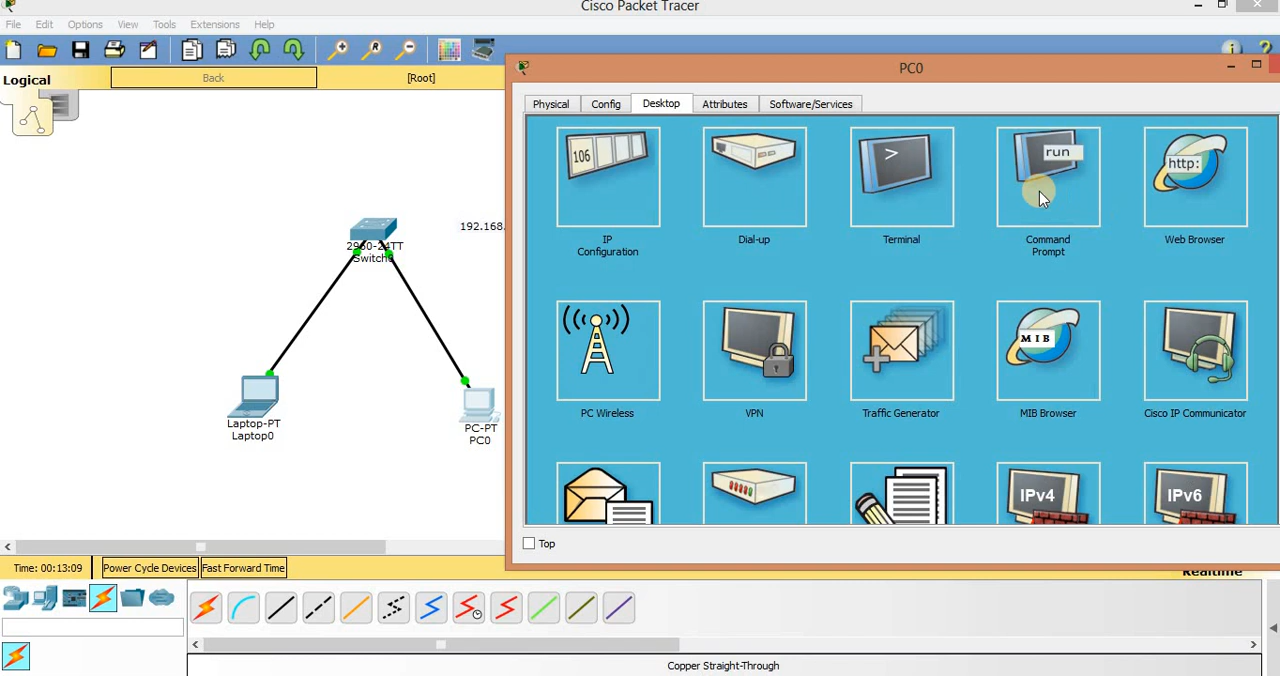 Cisco Packet Tracer
File Edit Options View Tools Extensions Help
Logical
Back
[Root]
192.168.
2960-24TT
Switch0
Laptop-PT
Laptop0
PC-PT
PC0
PC0
Physical Config Desktop Attributes Software/Services
106
>
run
http:
IP
Configuration
Dial-up
Terminal
Command
Prompt
Web Browser
MIB
PC Wireless
VPN
Traffic Generator
MIB Browser
Cisco IP Communicator
IPv4
IPv6
Top
Time: 00:13:09
Power Cycle Devices
Fast Forward Time
Realtime
Copper Straight-Through